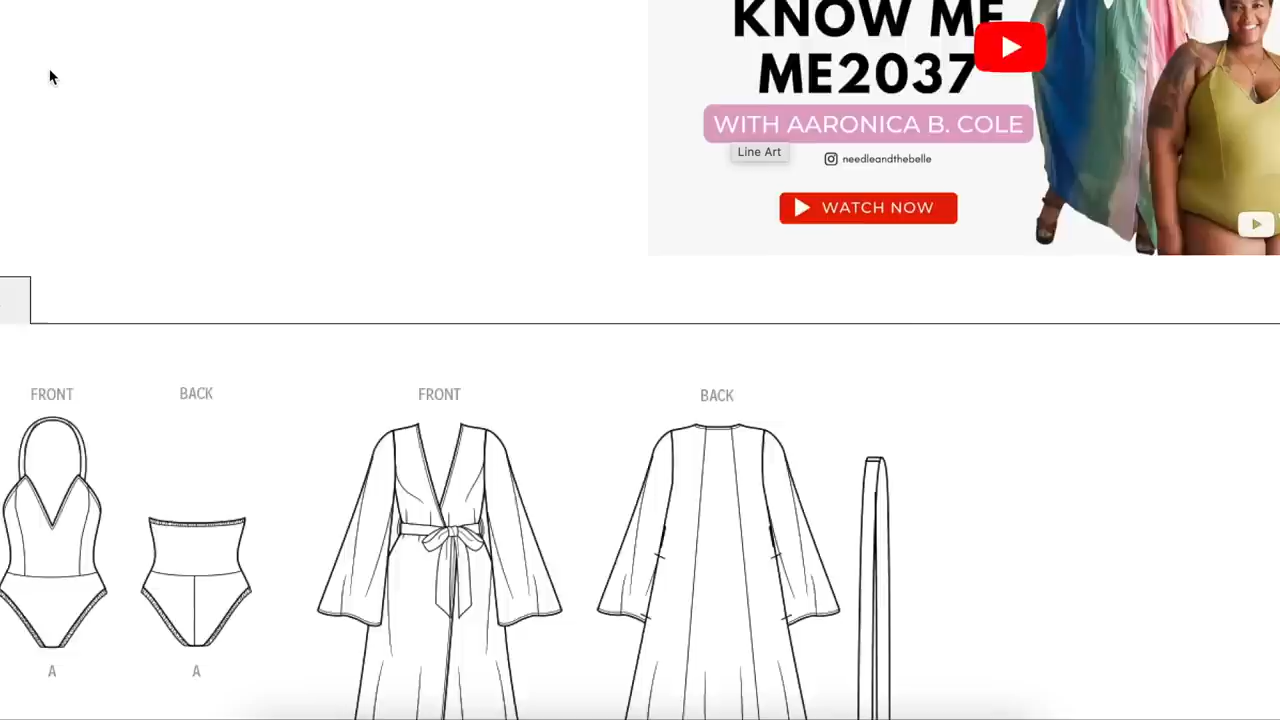 KNOW ME
ME2037
WITH AARONICA B. COLE
Line Art
needleandthebelle
WATCH NOW
FRONT
BACK
FRONT
BACK
A
A